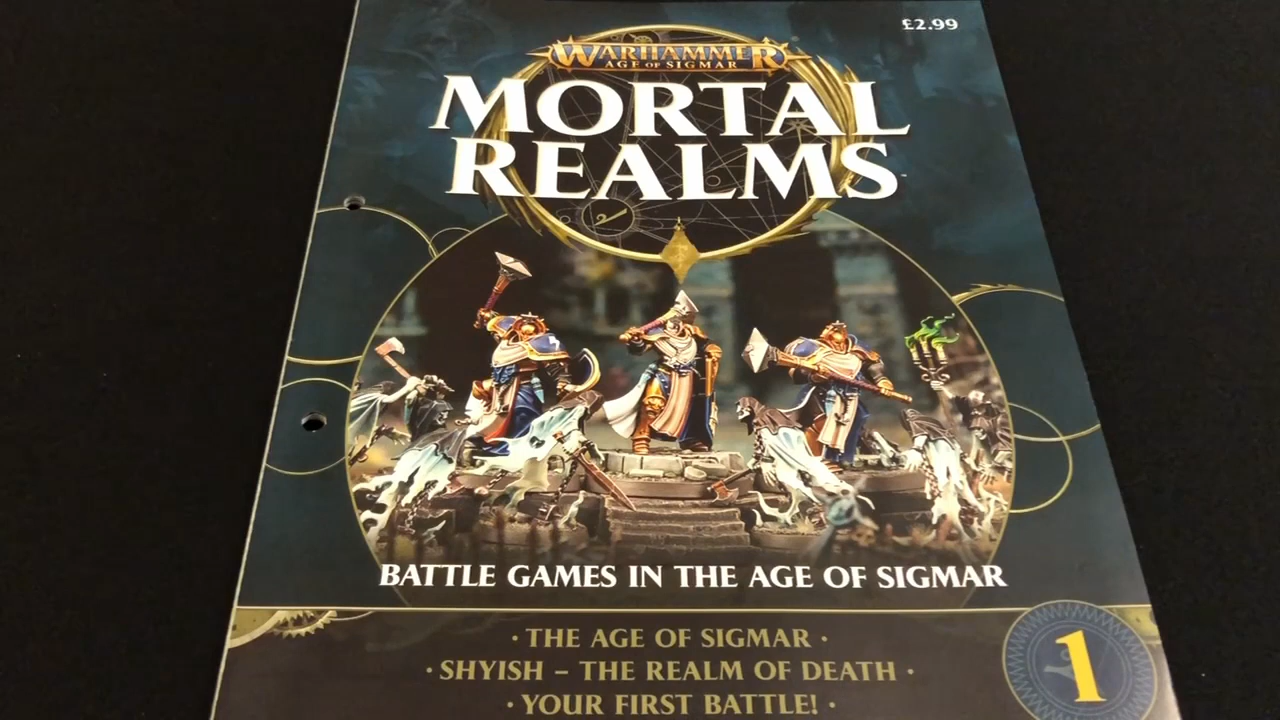 £2.99
WARHAMMER
AGE OF SIGMAR
MORTAL
REALMS
BATTLE GAMES IN THE AGE OF SIGMAR
· THE AGE OF SIGMAR ·
· SHYISH – THE REALM OF DEATH ·
· YOUR FIRST BATTLE! ·
1